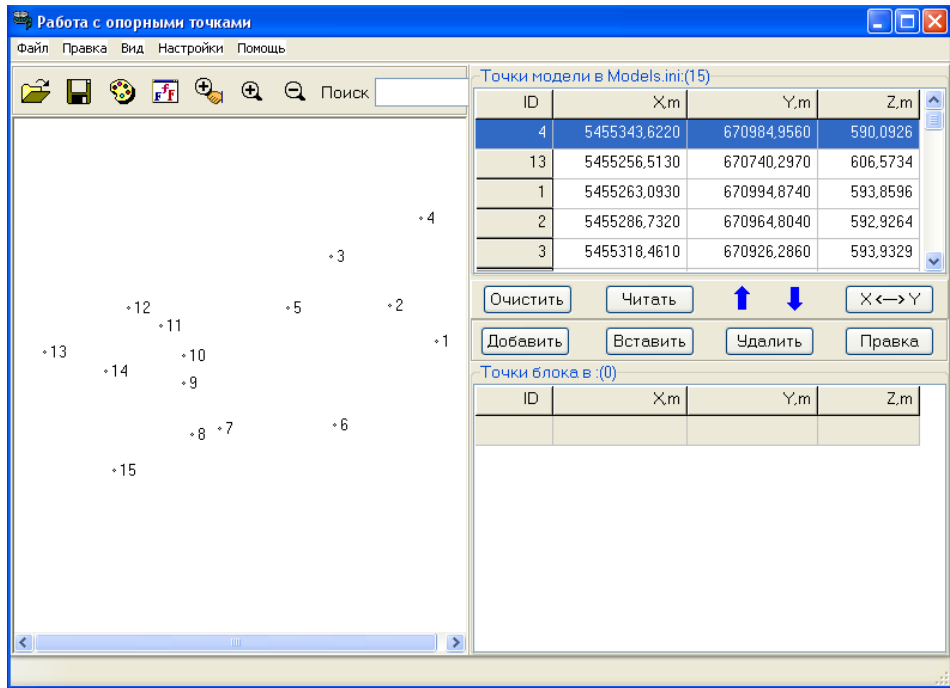 Работа с опорными точками
Файл Правка Вид Настройки Помощь
Поиск
4
3
12
5
2
11
1
13
10
14
9
6
7
8
15
Точки модели в Models.ini:(15)
ID X,m Y,m Z,m
4 5455343,6220 670984,9560 590,0926
13 5455256,5130 670740,2970 606,5734
1 5455263,0930 670994,8740 593,8596
2 5455286,7320 670964,8040 592,9264
3 5455318,4610 670926,2860 593,9329
Очистить Читать X<-->Y
Добавить Вставить Удалить Правка
Точки блока в :(0)
ID X,m Y,m Z,m